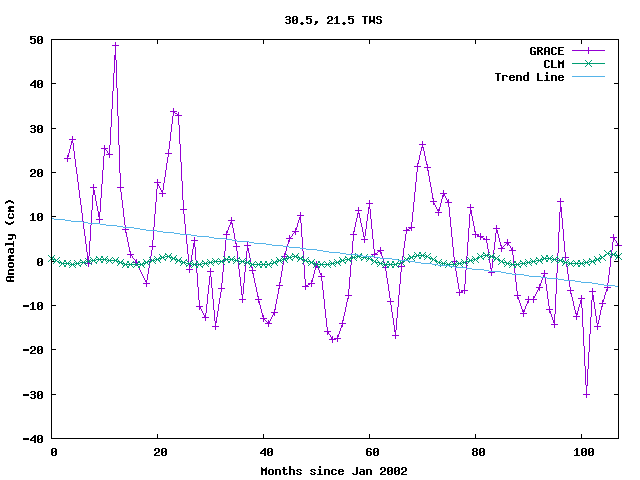 30.5, 21.5 TWS
GRACE
CLM
Trend Line
50
40
30
20
10
0
-10
-20
-30
-40
Anomaly (cm)
0 20 40 60 80 100
Months since Jan 2002